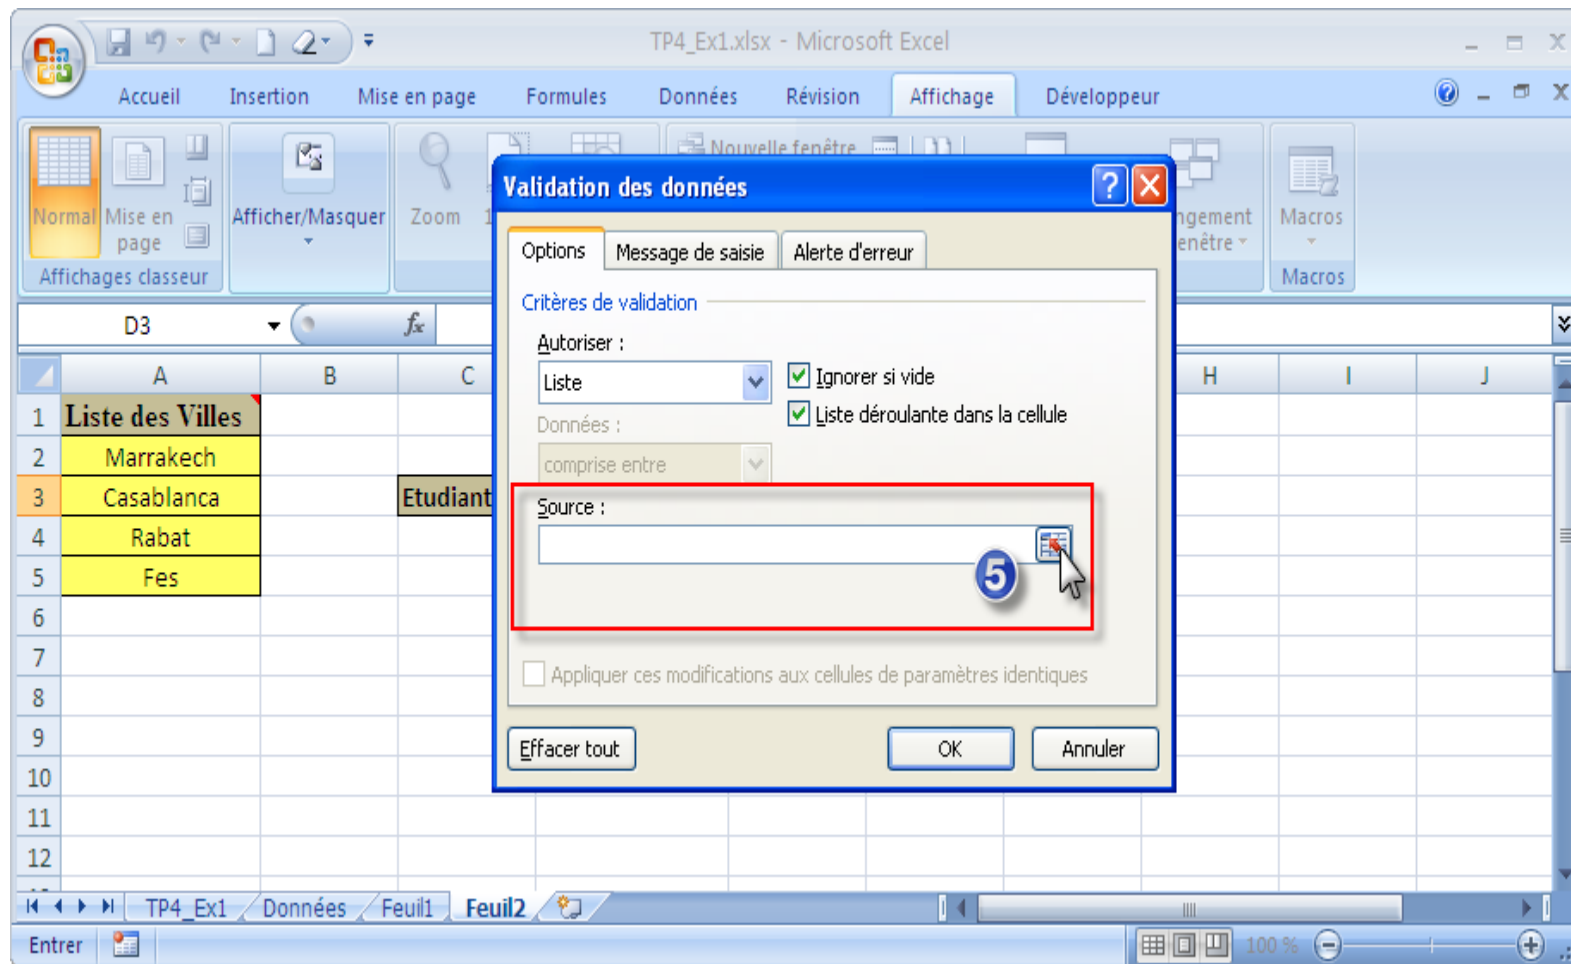 TP4_Ex1.xlsx - Microsoft Excel
Accueil Insertion Mise en page Formules Données Révision Affichage Développeur
Nouvelle fenêtre
Normal Mise en page Afficher/Masquer Zoom 1 Macros
Affichages classeur Macros
Validation des données
Options Message de saisie Alerte d'erreur
Critères de validation
Autoriser :
Liste
Ignorer si vide
Liste déroulante dans la cellule
Données :
comprise entre
Source :
5
Appliquer ces modifications aux cellules de paramètres identiques
Effacer tout OK Annuler
D3 fx
A B C H I J
1 Liste des Villes
2 Marrakech
3 Casablanca Etudiant
4 Rabat
5 Fes
6
7
8
9
10
11
12
TP4_Ex1 Données Feuil1 Feuil2
Entrer 100 %